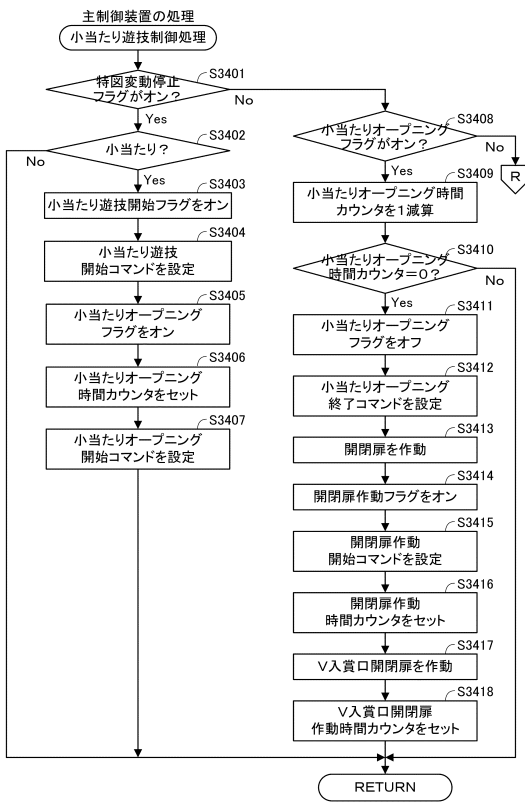 主制御装置の処理
小当たり遊技制御処理
S3401
特図変動停止
フラグがオン?
No
Yes
S3402
小当たり?
No
Yes
S3403
小当たり遊技開始フラグをオン
S3404
小当たり遊技
開始コマンドを設定
S3405
小当たりオープニング
フラグをオン
S3406
小当たりオープニング
時間カウンタをセット
S3407
小当たりオープニング
開始コマンドを設定
S3408
小当たりオープニング
フラグがオン?
No
R
Yes
S3409
小当たりオープニング時間
カウンタを1減算
S3410
小当たりオープニング
時間カウンタ=0?
No
Yes
S3411
小当たりオープニング
フラグをオフ
S3412
小当たりオープニング
終了コマンドを設定
S3413
開閉扉を作動
S3414
開閉扉作動フラグをオン
S3415
開閉扉作動
開始コマンドを設定
S3416
開閉扉作動
時間カウンタをセット
S3417
V入賞口開閉扉を作動
S3418
V入賞口開閉扉
作動時間カウンタをセット
RETURN